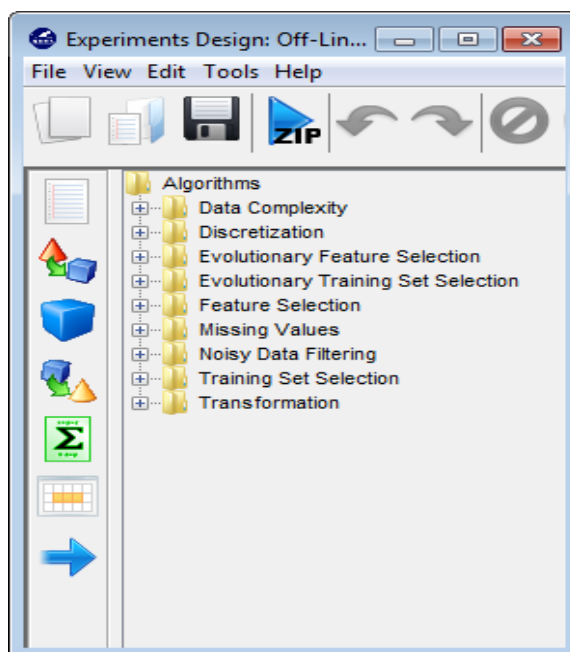 Experiments Design: Off-Lin...
File View Edit Tools Help
ZIP
Algorithms
Data Complexity
Discretization
Evolutionary Feature Selection
Evolutionary Training Set Selection
Feature Selection
Missing Values
Noisy Data Filtering
Training Set Selection
Transformation
Σ